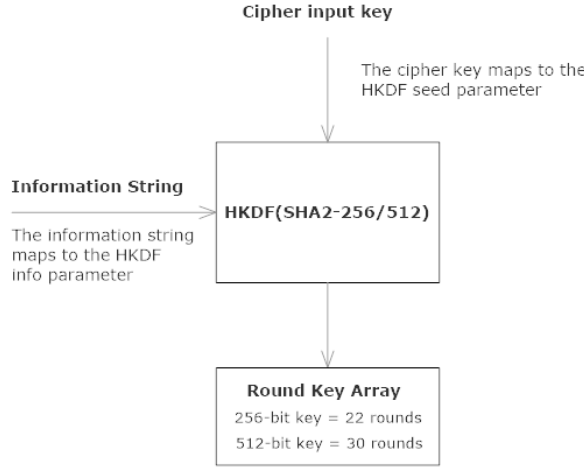 Cipher input key
The cipher key maps to the
HKDF seed parameter
Information String
HKDF(SHA2-256/512)
The information string
maps to the HKDF
info parameter
Round Key Array
256-bit key = 22 rounds
512-bit key = 30 rounds